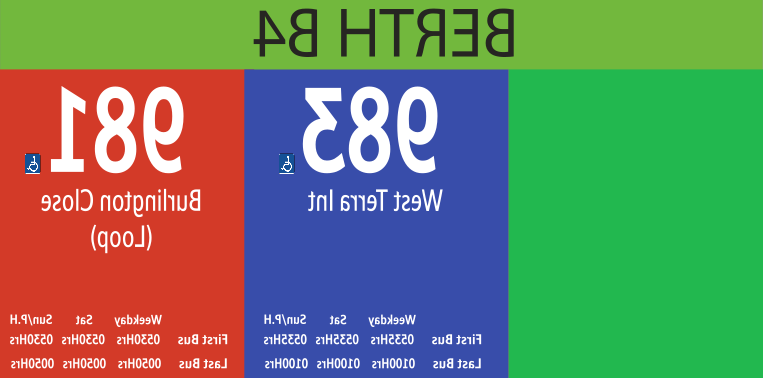 BERTH B4
983
West Terra Int
Weekday Sat Sun/P.H
First Bus 0535Hrs 0535Hrs 0535Hrs
Last Bus 0100Hrs 0100Hrs 0100Hrs
981
Burlington Close
(Loop)
Weekday Sat Sun/P.H
First Bus 0530Hrs 0530Hrs 0530Hrs
Last Bus 0050Hrs 0050Hrs 0050Hrs